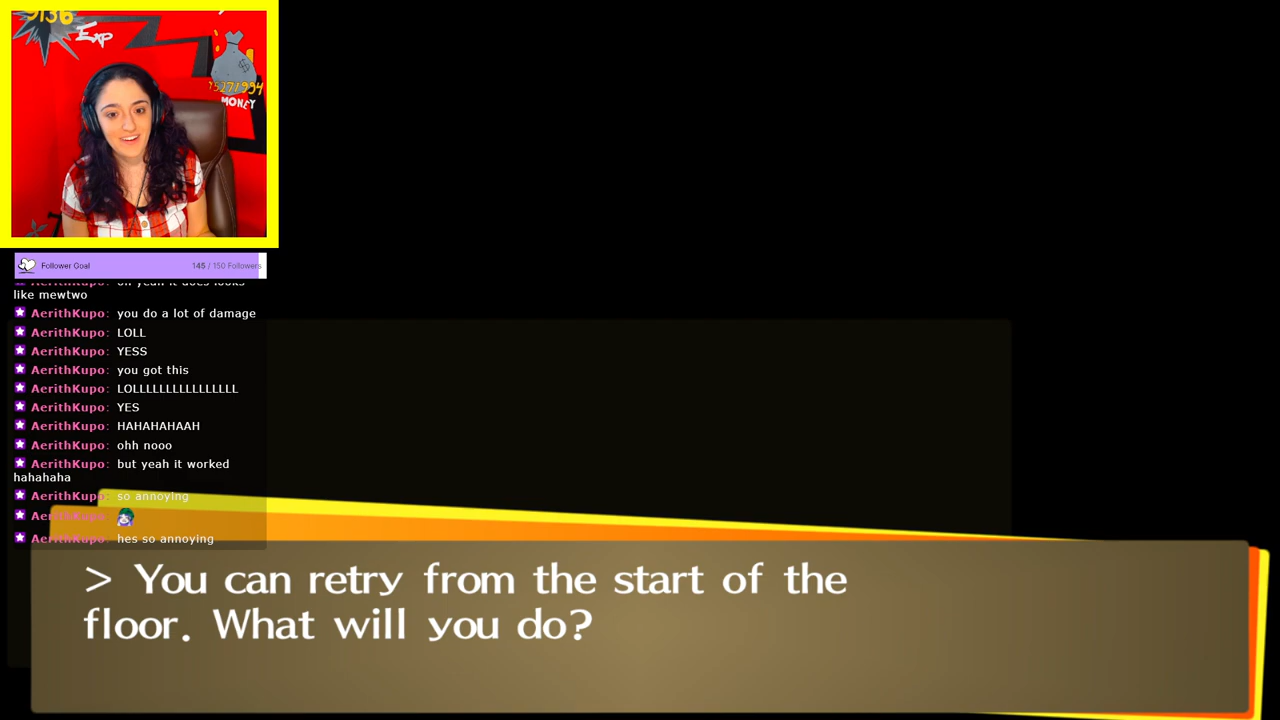 9136
Exp
MONEY
Follower Goal
145 / 150 Followers
like mewtwo
AerithKupo: you do a lot of damage
AerithKupo: LOLL
AerithKupo: YESS
AerithKupo: you got this
AerithKupo: LOLLLLLLLLLLLLLLLL
AerithKupo: YES
AerithKupo: HAHAHAHAAH
AerithKupo: ohh nooo
AerithKupo: but yeah it worked
hahahaha
AerithKupo: so annoying
AerithKupo:
AerithKupo: hes so annoying
> You can retry from the start of the
floor. What will you do?